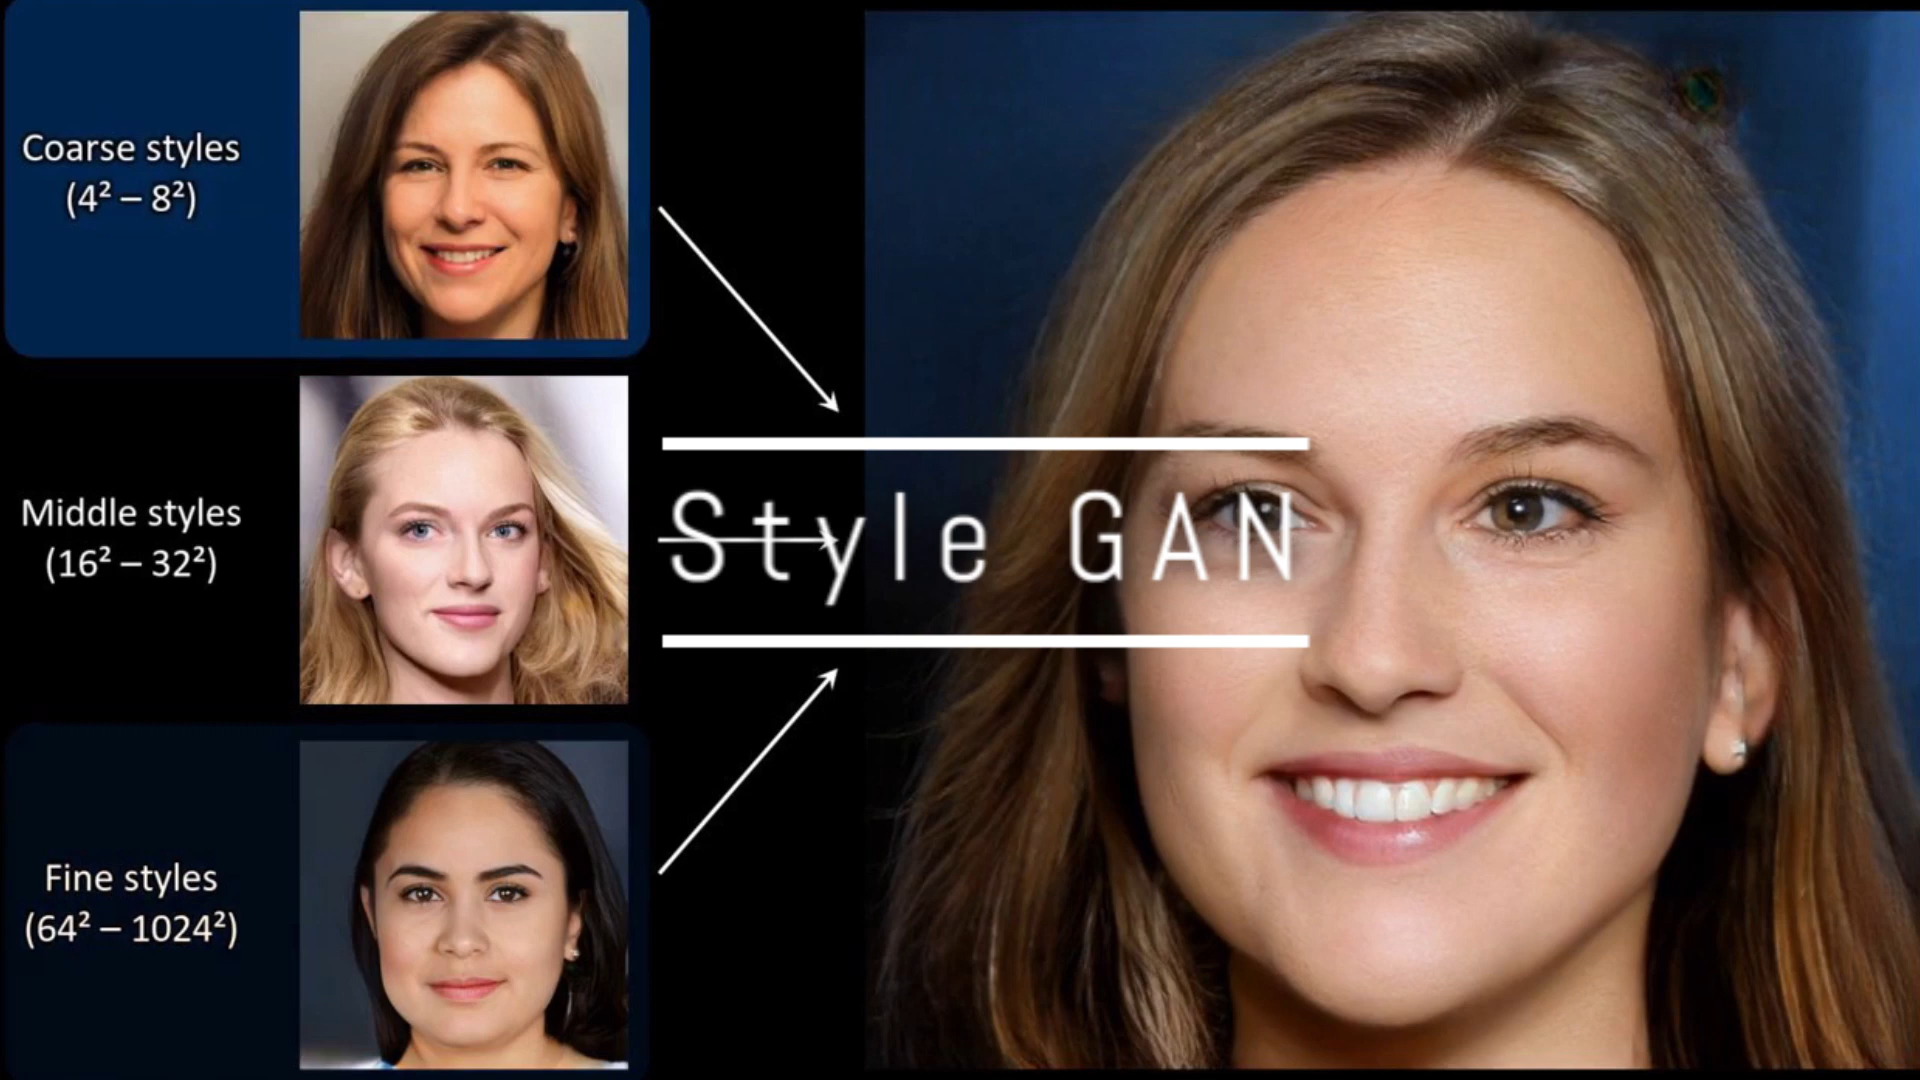 Coarse styles
(4² – 8²)
Middle styles
(16² – 32²)
Style GAN
Fine styles
(64² – 1024²)